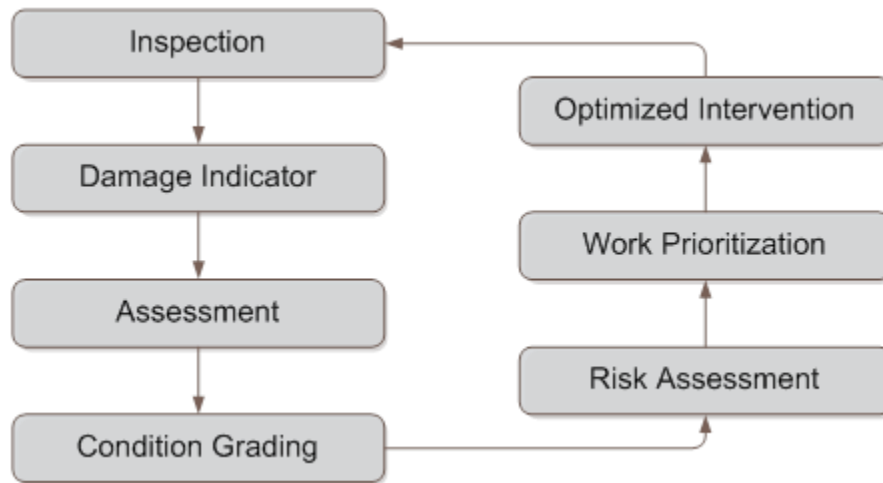 Inspection
Damage Indicator
Assessment
Condition Grading
Risk Assessment
Work Prioritization
Optimized Intervention